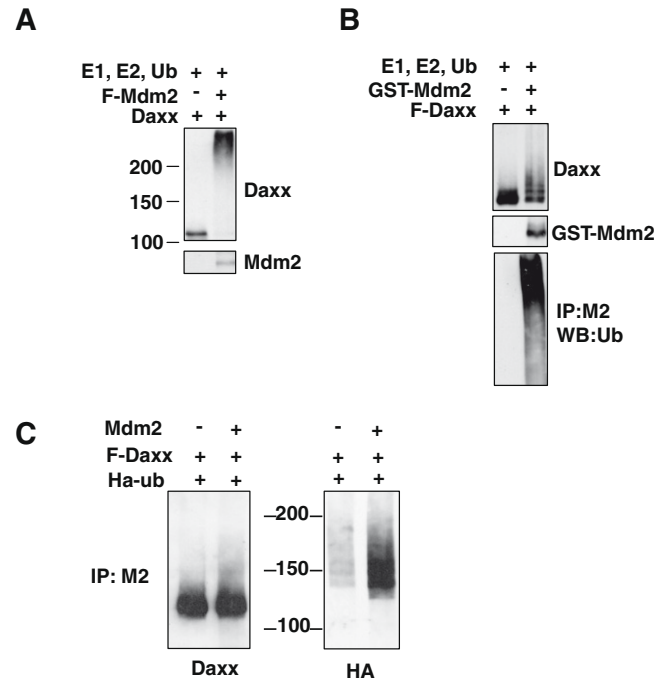 A
E1, E2, Ub + +
F-Mdm2 - +
Daxx + +
200
150
100
Daxx
Mdm2
B
E1, E2, Ub + +
GST-Mdm2 - +
F-Daxx + +
Daxx
GST-Mdm2
IP:M2
WB:Ub
C
Mdm2 - + - +
F-Daxx + + + +
Ha-ub + + + +
IP: M2
200
150
100
Daxx
HA